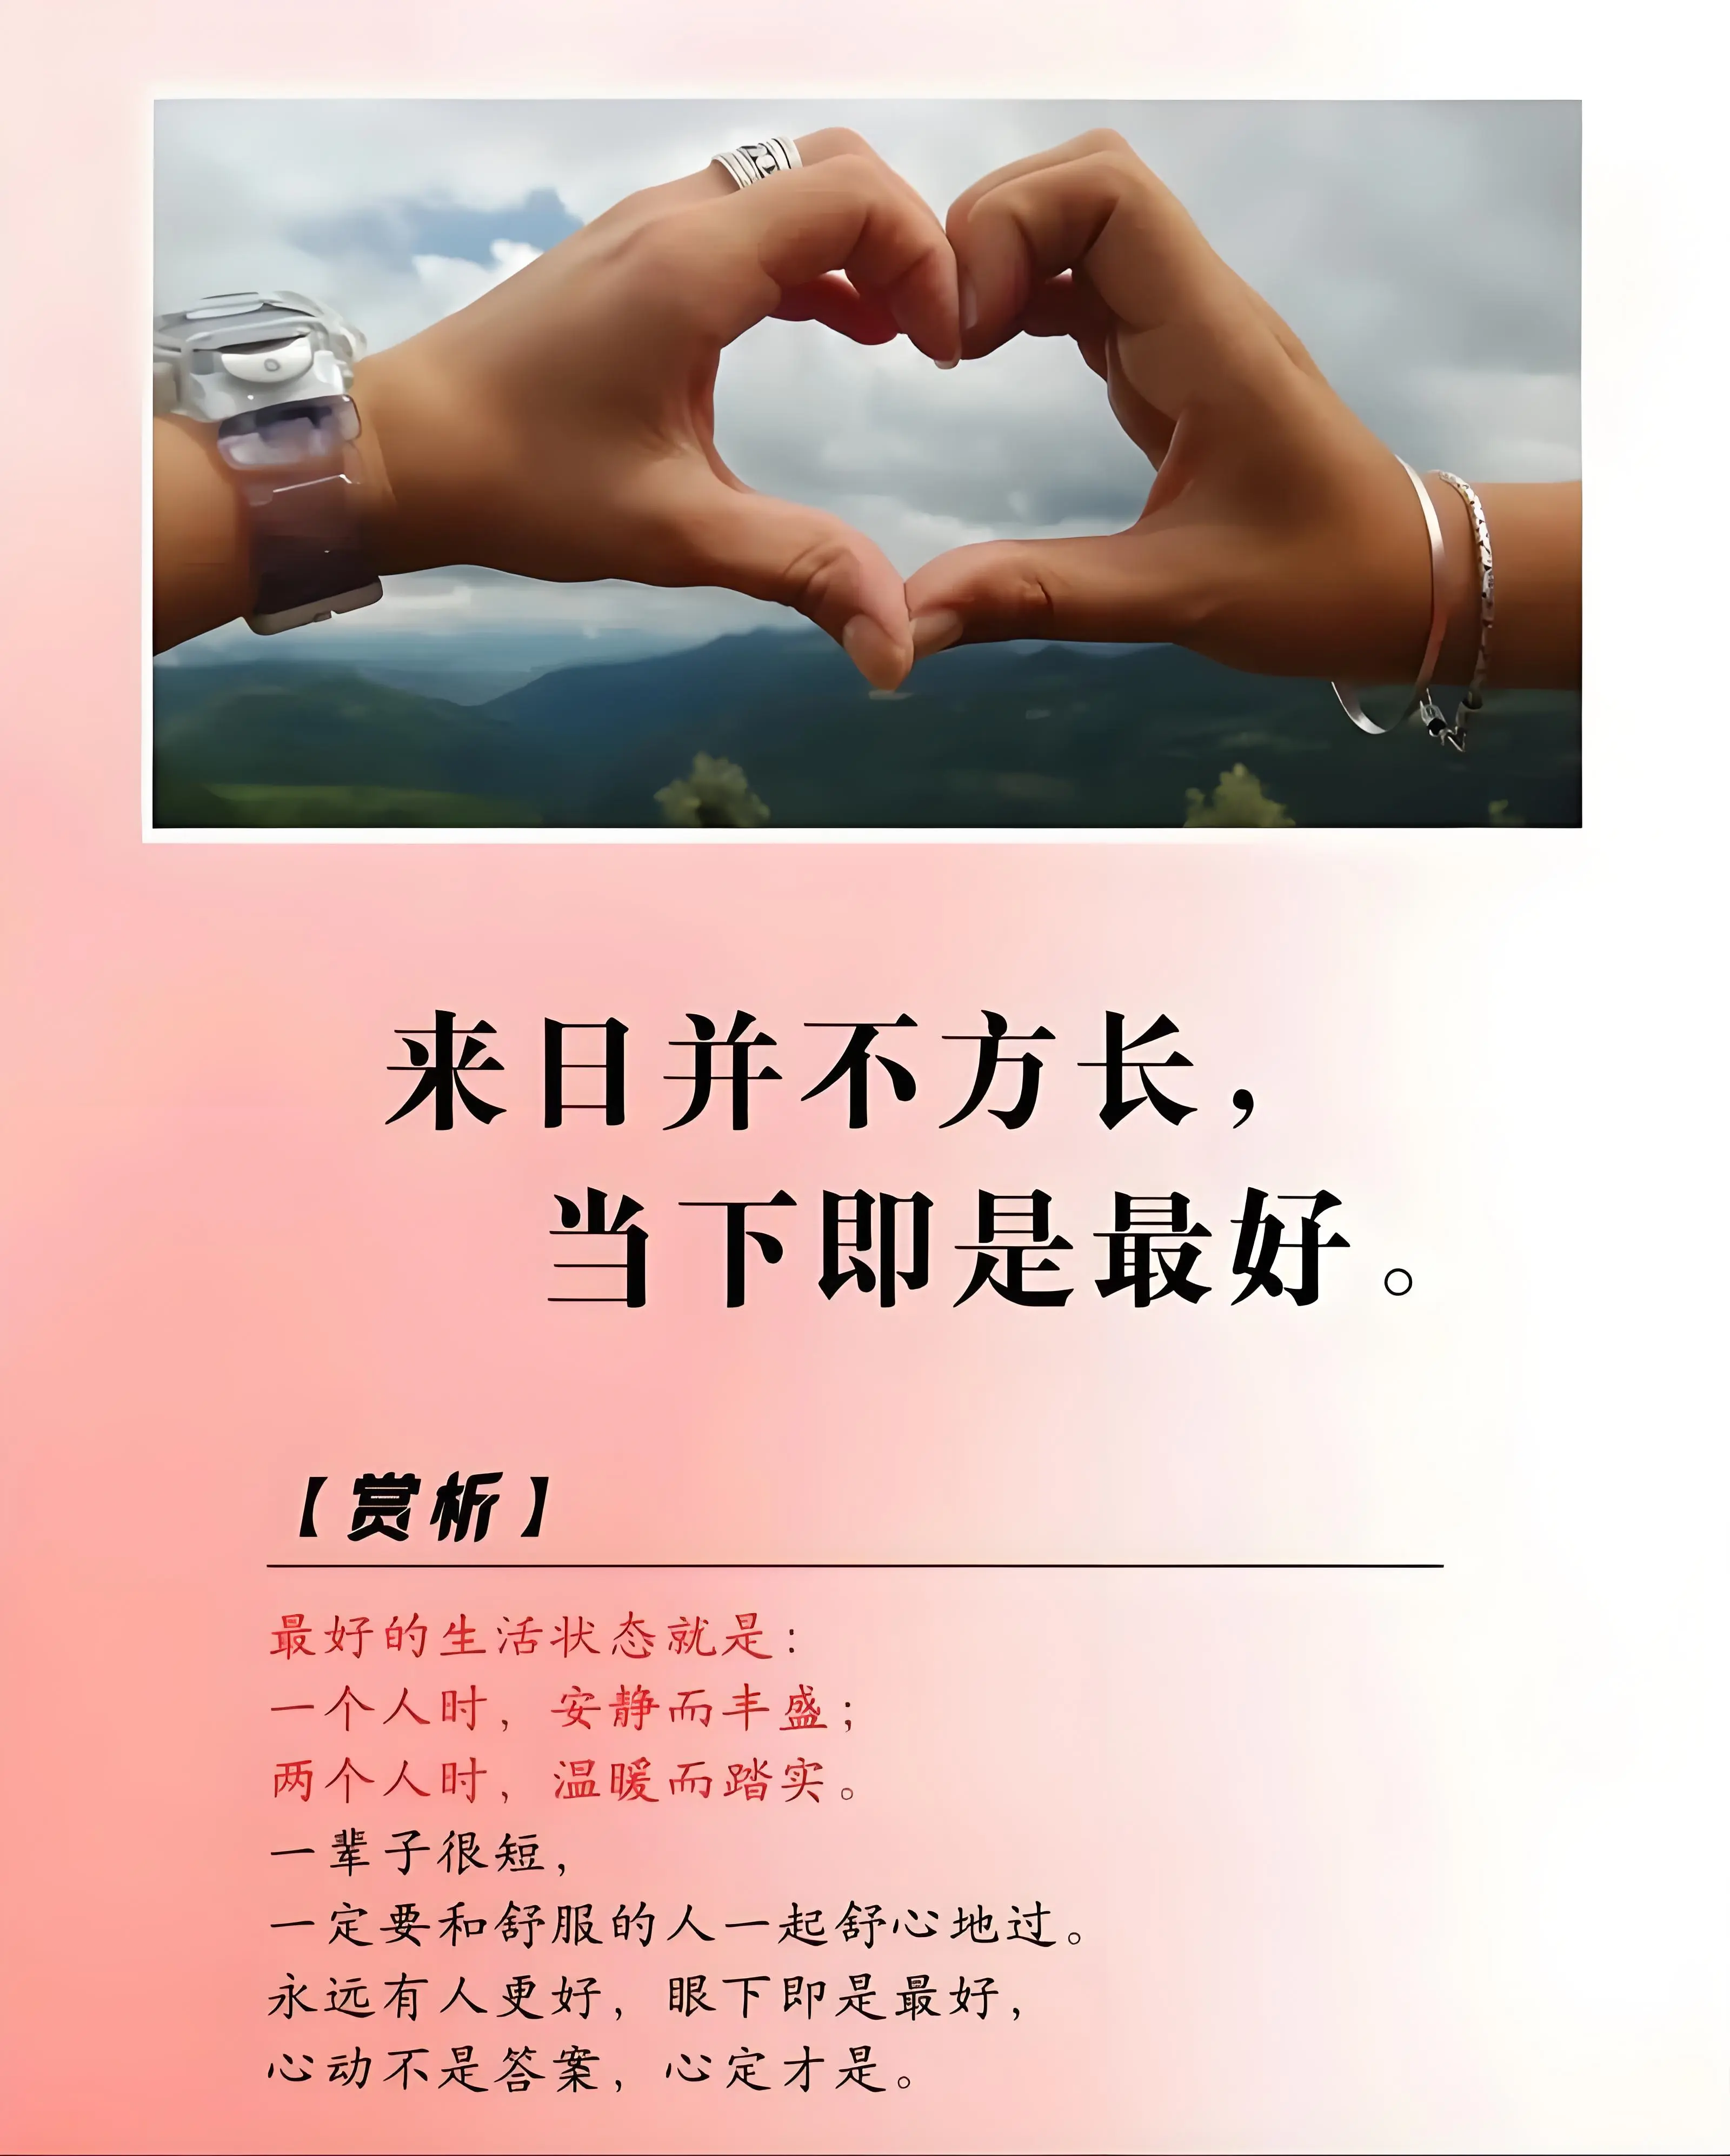 来日并不方长，
当下即是最好。
【赏析】
最好的生活状态就是：
一个人时，安静而丰盛；
两个人时，温暖而踏实。
一辈子很短，
一定要和舒服的人一起舒心地过。
永远有人更好，眼下即是最好，
心动不是答案，心定才是。